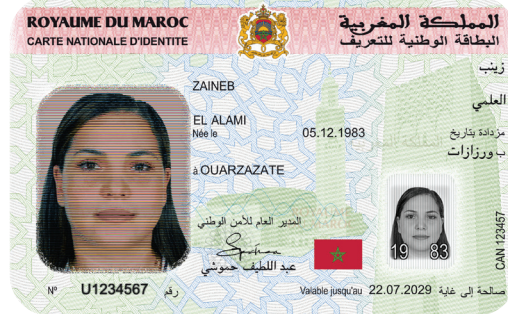 ROYAUME DU MAROC
المملكة المغربية
CARTE NATIONALE D'IDENTITE
البطاقة الوطنية للتعريف
زينب
ZAINEB
العلمي
EL ALAMI
Née le 05.12.1983 مزدادة بتاريخ
à OUARZAZATE ب ورزازات
المدير العام للأمن الوطني
عبد اللطيف حموشي
19 83
CAN 123457
N° U1234567 رقم
Valable jusqu'au 22.07.2029 صالحة إلى غاية